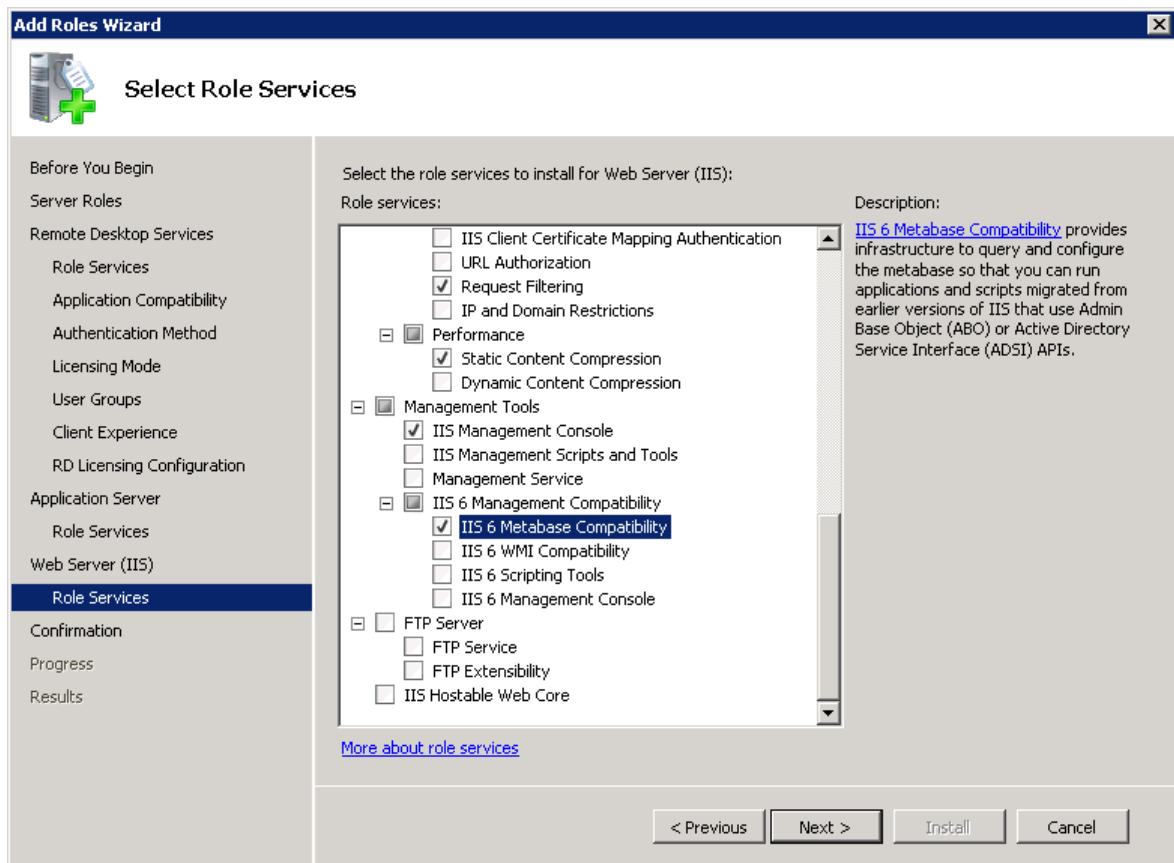 Add Roles Wizard
Select Role Services
Before You Begin
Server Roles
Remote Desktop Services
Role Services
Application Compatibility
Authentication Method
Licensing Mode
User Groups
Client Experience
RD Licensing Configuration
Application Server
Role Services
Web Server (IIS)
Role Services
Confirmation
Progress
Results
Select the role services to install for Web Server (IIS):
Role services:
IIS Client Certificate Mapping Authentication
URL Authorization
Request Filtering
IP and Domain Restrictions
Performance
Static Content Compression
Dynamic Content Compression
Management Tools
IIS Management Console
IIS Management Scripts and Tools
Management Service
IIS 6 Management Compatibility
IIS 6 Metabase Compatibility
IIS 6 WMI Compatibility
IIS 6 Scripting Tools
IIS 6 Management Console
FTP Server
FTP Service
FTP Extensibility
IIS Hostable Web Core
More about role services
Description:
IIS 6 Metabase Compatibility provides
infrastructure to query and configure
the metabase so that you can run
applications and scripts migrated from
earlier versions of IIS that use Admin
Base Object (ABO) or Active Directory
Service Interface (ADSI) APIs.
< Previous
Next >
Install
Cancel